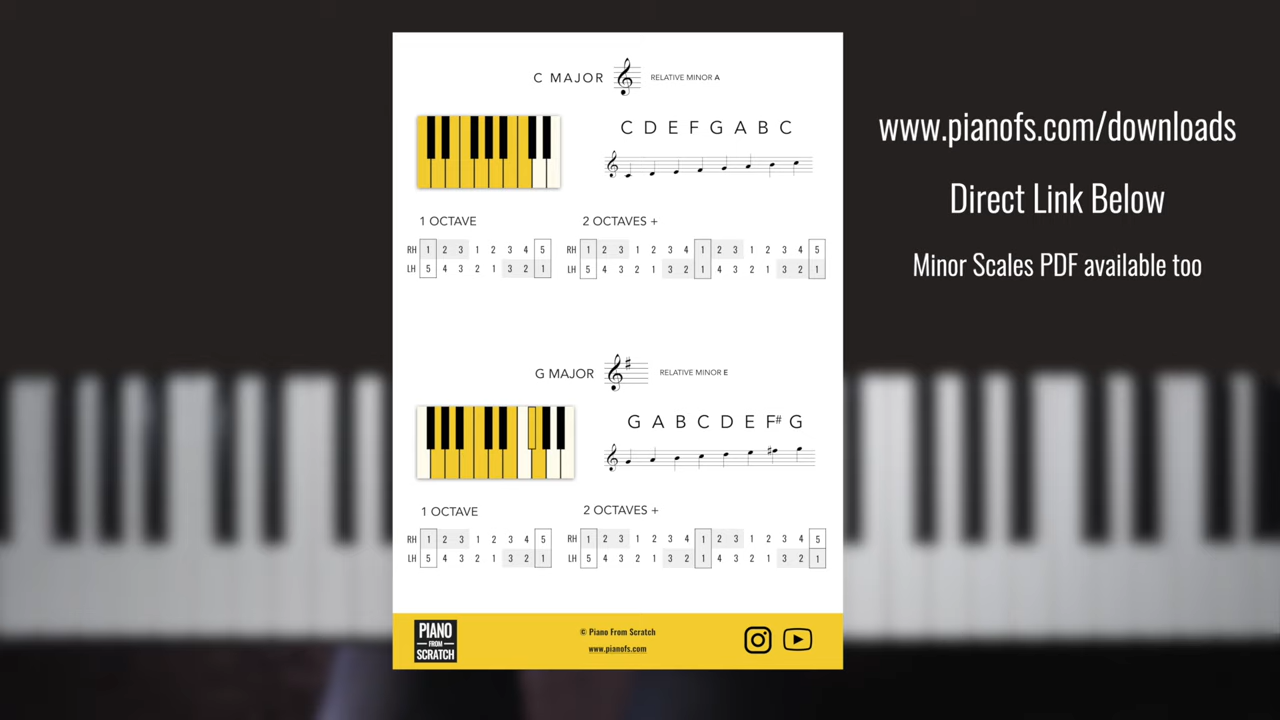 C MAJOR RELATIVE MINOR A
C D E F G A B C
1 OCTAVE
RH 1 2 3 1 2 3 4 5
LH 5 4 3 2 1 3 2 1
2 OCTAVES +
RH 1 2 3 1 2 3 4 1 2 3 1 2 3 4 5
LH 5 4 3 2 1 3 2 1 4 3 2 1 3 2 1
G MAJOR RELATIVE MINOR E
G A B C D E F# G
1 OCTAVE
RH 1 2 3 1 2 3 4 5
LH 5 4 3 2 1 3 2 1
2 OCTAVES +
RH 1 2 3 1 2 3 4 1 2 3 1 2 3 4 5
LH 5 4 3 2 1 3 2 1 4 3 2 1 3 2 1
PIANO
FROM
SCRATCH
© Piano From Scratch
www.pianofs.com
www.pianofs.com/downloads
Direct Link Below
Minor Scales PDF available too